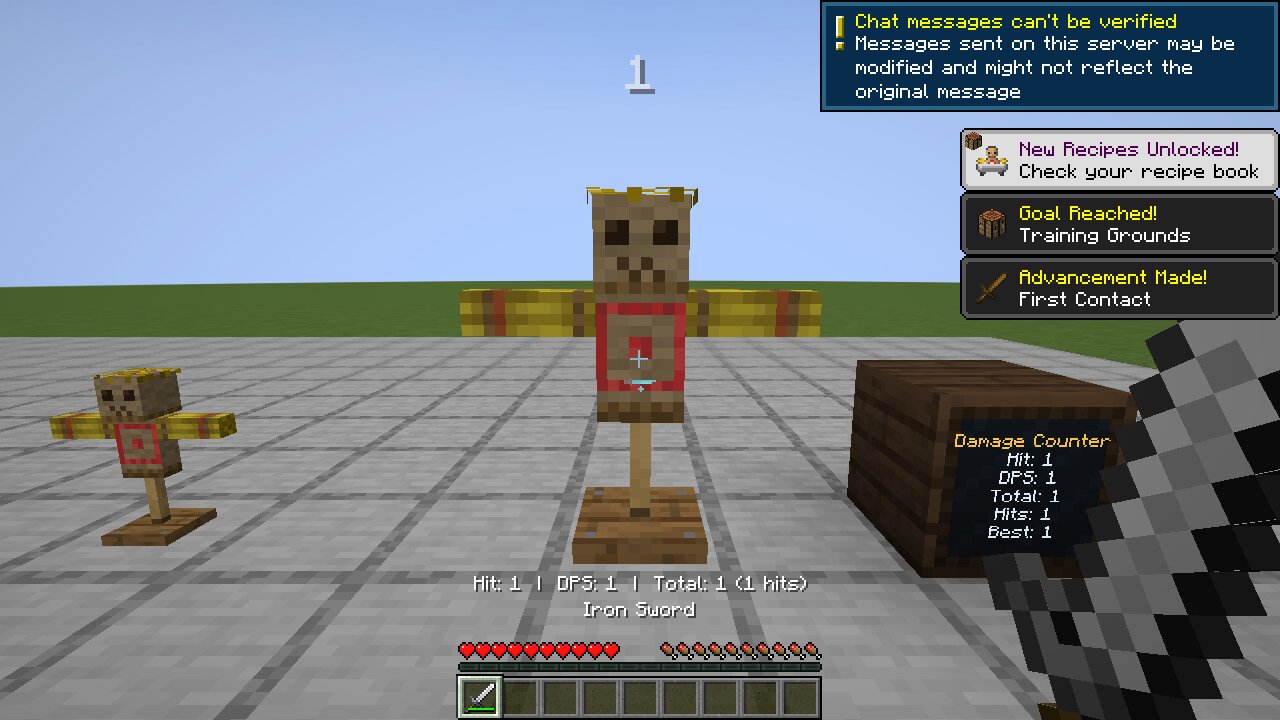 Chat messages can't be verified
Messages sent on this server may be
modified and might not reflect the
original message
1
New Recipes Unlocked!
Check your recipe book
Goal Reached!
Training Grounds
Advancement Made!
First Contact
Damage Counter
Hit: 1
DPS: 1
Total: 1
Hits: 1
Best: 1
Hit: 1 | DPS: 1 | Total: 1 (1 hits)
Iron Sword